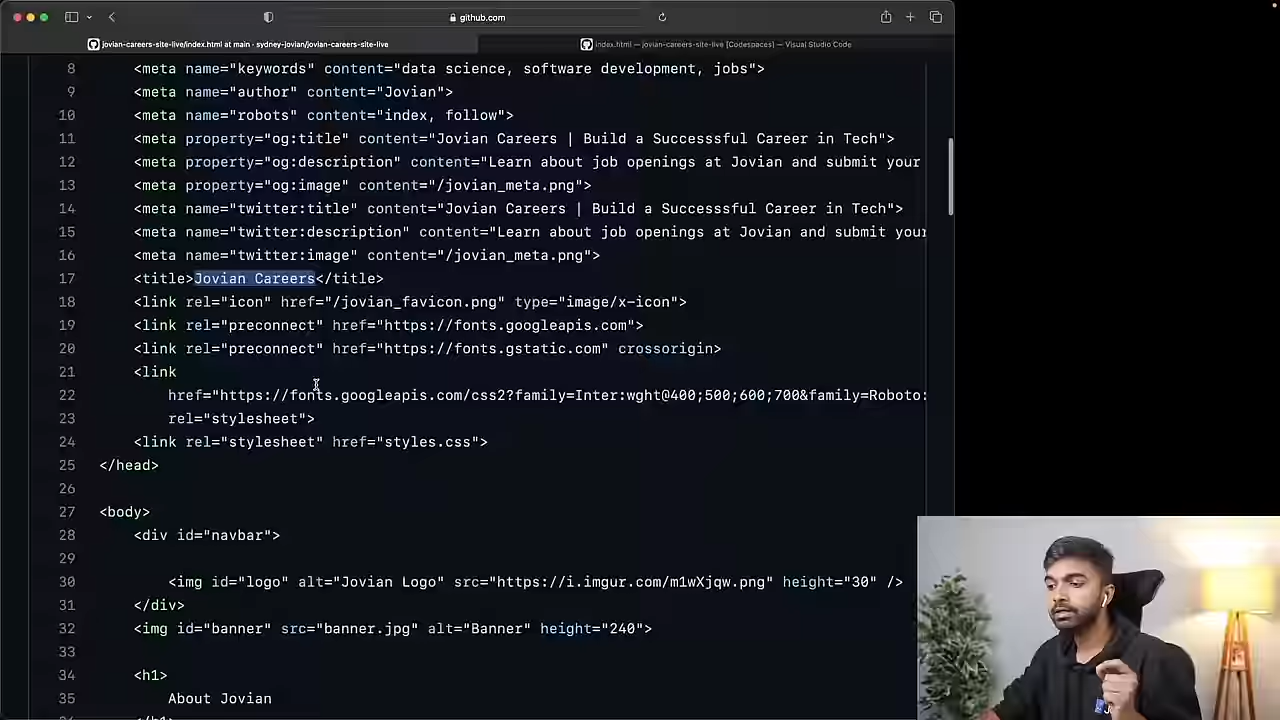 github.com
jovian-careers-site-live/index.html at main · sydney-jovian/jovian-careers-site-live
index.html — jovian-careers-site-live [Codespaces] — Visual Studio Code
8 <meta name="keywords" content="data science, software development, jobs">
9 <meta name="author" content="Jovian">
10 <meta name="robots" content="index, follow">
11 <meta property="og:title" content="Jovian Careers | Build a Successsful Career in Tech">
12 <meta property="og:description" content="Learn about job openings at Jovian and submit your
13 <meta property="og:image" content="/jovian_meta.png">
14 <meta name="twitter:title" content="Jovian Careers | Build a Successsful Career in Tech">
15 <meta name="twitter:description" content="Learn about job openings at Jovian and submit your
16 <meta name="twitter:image" content="/jovian_meta.png">
17 <title>Jovian Careers</title>
18 <link rel="icon" href="/jovian_favicon.png" type="image/x-icon">
19 <link rel="preconnect" href="https://fonts.googleapis.com">
20 <link rel="preconnect" href="https://fonts.gstatic.com" crossorigin>
21 <link
22 href="https://fonts.googleapis.com/css2?family=Inter:wght@400;500;600;700&family=Roboto:
23 rel="stylesheet">
24 <link rel="stylesheet" href="styles.css">
25 </head>
26
27 <body>
28 <div id="navbar">
29
30 <img id="logo" alt="Jovian Logo" src="https://i.imgur.com/m1wXjqw.png" height="30" />
31 </div>
32 <img id="banner" src="banner.jpg" alt="Banner" height="240">
33
34 <h1>
35 About Jovian